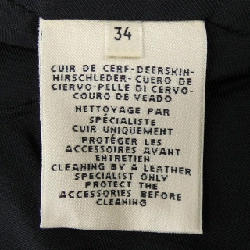 34
CUIR DE CERF-DEERSKIN-
HIRSCHLEDER-CUERO DE
CIERVO-PELLE DI CERVO-
COURO DE VEADO
NETTOYAGE PAR
SPÉCIALISTE
CUIR UNIQUEMENT
PROTÉGER LES
ACCESSOIRES AVANT
ENTRETIEN
CLEANING BY A LEATHER
SPECIALIST ONLY
PROTECT THE
ACCESSORIES BEFORE
CLEANING